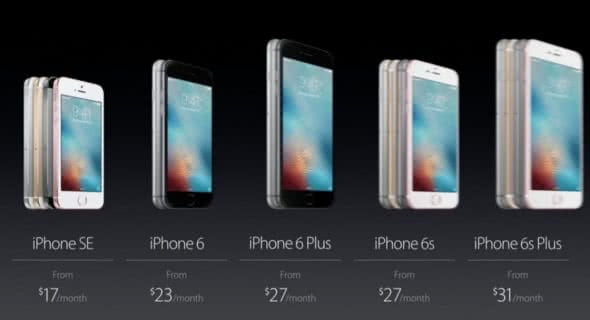 iPhone SE
From
$17/month
iPhone 6
From
$23/month
iPhone 6 Plus
From
$27/month
iPhone 6s
From
$27/month
iPhone 6s Plus
From
$31/month